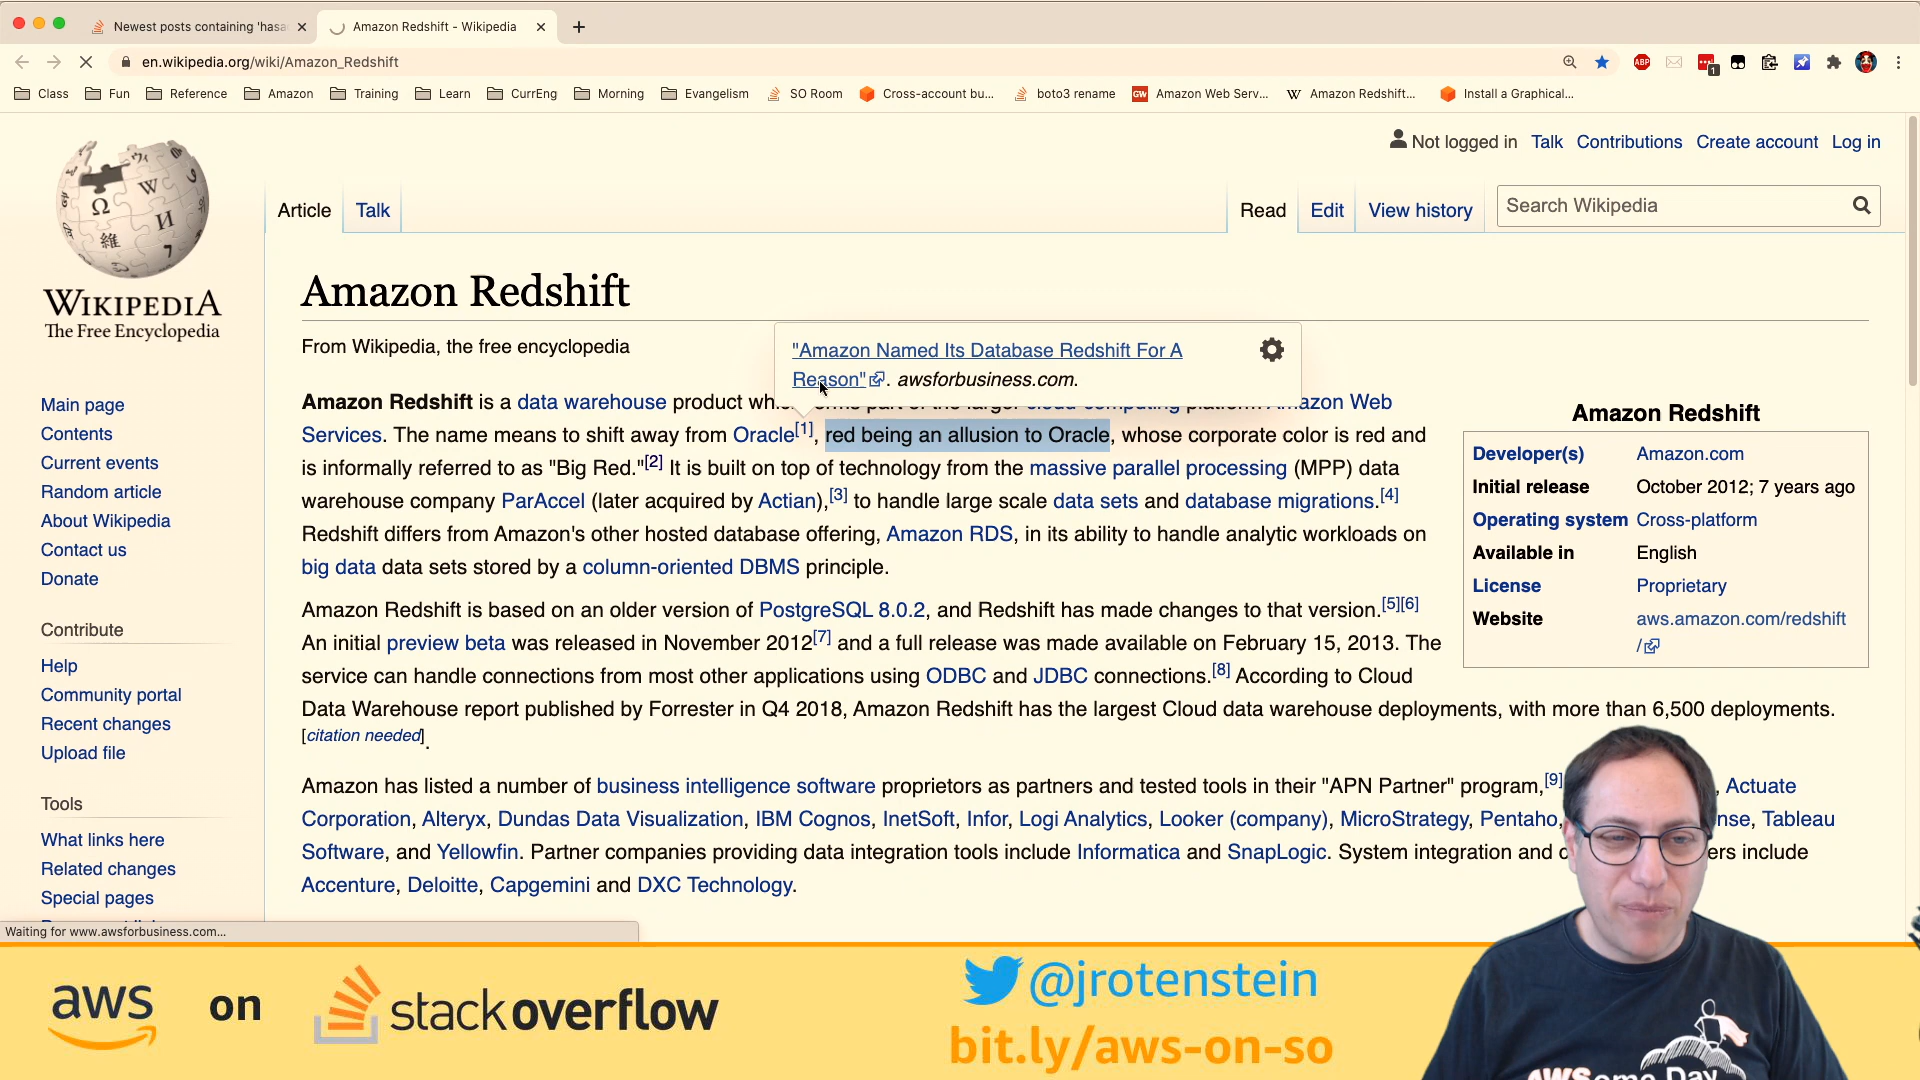 Newest posts containing 'hasa
Amazon Redshift - Wikipedia
en.wikipedia.org/wiki/Amazon_Redshift
ABP
1
Class
Fun
Reference
Amazon
Training
Learn
CurrEng
Morning
Evangelism
SO Room
Cross-account bu...
boto3 rename
GW
Amazon Web Serv...
W
Amazon Redshift...
Install a Graphical...
Not logged in Talk Contributions Create account Log in
Article Talk
Read Edit View history
Search Wikipedia
WIKIPEDIA
The Free Encyclopedia
Main page
Contents
Current events
Random article
About Wikipedia
Contact us
Donate
Contribute
Help
Community portal
Recent changes
Upload file
Tools
What links here
Related changes
Special pages
Amazon Redshift
From Wikipedia, the free encyclopedia
"Amazon Named Its Database Redshift For A
Reason". awsforbusiness.com.
Amazon Redshift is a data warehouse product part of the larger cloud computing platform Amazon Web
Services. The name means to shift away from Oracle[1], red being an allusion to Oracle, whose corporate color is red and
is informally referred to as "Big Red."[2] It is built on top of technology from the massive parallel processing (MPP) data
warehouse company ParAccel (later acquired by Actian),[3] to handle large scale data sets and database migrations.[4]
Redshift differs from Amazon's other hosted database offering, Amazon RDS, in its ability to handle analytic workloads on
big data data sets stored by a column-oriented DBMS principle.
Amazon Redshift is based on an older version of PostgreSQL 8.0.2, and Redshift has made changes to that version.[5][6]
An initial preview beta was released in November 2012[7] and a full release was made available on February 15, 2013. The
service can handle connections from most other applications using ODBC and JDBC connections.[8] According to Cloud
Data Warehouse report published by Forrester in Q4 2018, Amazon Redshift has the largest Cloud data warehouse deployments, with more than 6,500 deployments.
[citation needed].
Amazon has listed a number of business intelligence software proprietors as partners and tested tools in their "APN Partner" program,[9] , Actuate
Corporation, Alteryx, Dundas Data Visualization, IBM Cognos, InetSoft, Infor, Logi Analytics, Looker (company), MicroStrategy, Pentaho, nse, Tableau
Software, and Yellowfin. Partner companies providing data integration tools include Informatica and SnapLogic. System integration and c ers include
Accenture, Deloitte, Capgemini and DXC Technology.
Amazon Redshift
Developer(s) Amazon.com
Initial release October 2012; 7 years ago
Operating system Cross-platform
Available in English
License Proprietary
Website aws.amazon.com/redshift
/
Waiting for www.awsforbusiness.com...
aws on stackoverflow
@jrotenstein
bit.ly/aws-on-so
AWSome Day